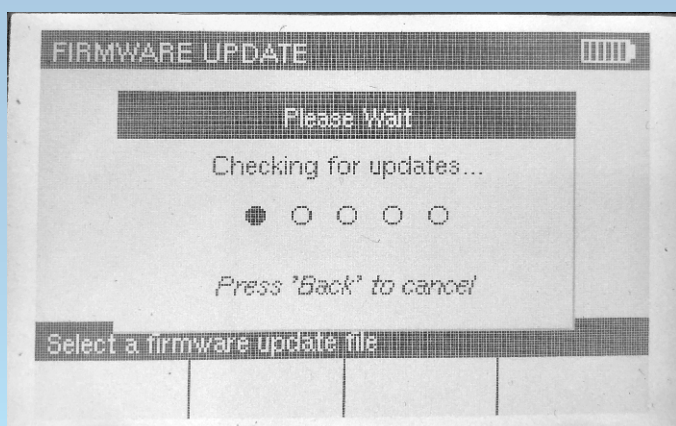 FIRMWARE UPDATE
Please Wait
Checking for updates...
Press 'Back' to cancel
Select a firmware update file